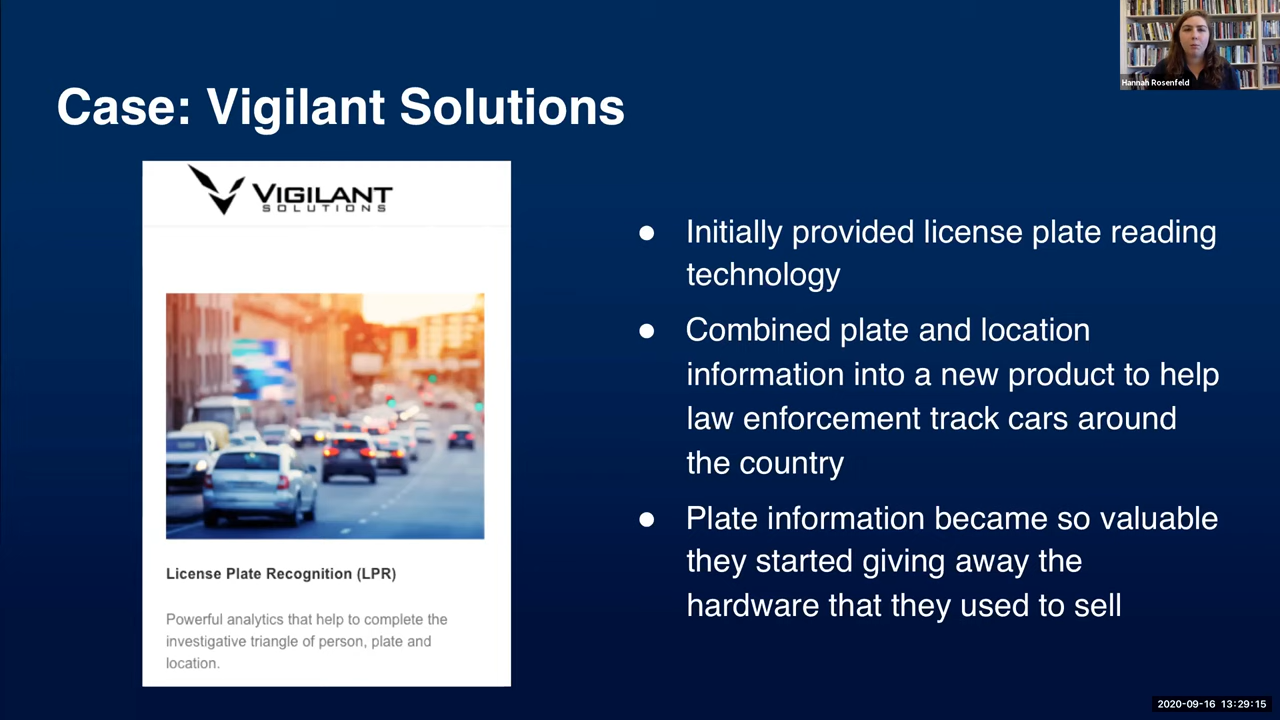 Hannah Rosenfeld
Case: Vigilant Solutions
VIGILANT
SOLUTIONS
License Plate Recognition (LPR)
Powerful analytics that help to complete the
investigative triangle of person, plate and
location.
● Initially provided license plate reading
technology
● Combined plate and location
information into a new product to help
law enforcement track cars around
the country
● Plate information became so valuable
they started giving away the
hardware that they used to sell
2020-09-16 13:29:15